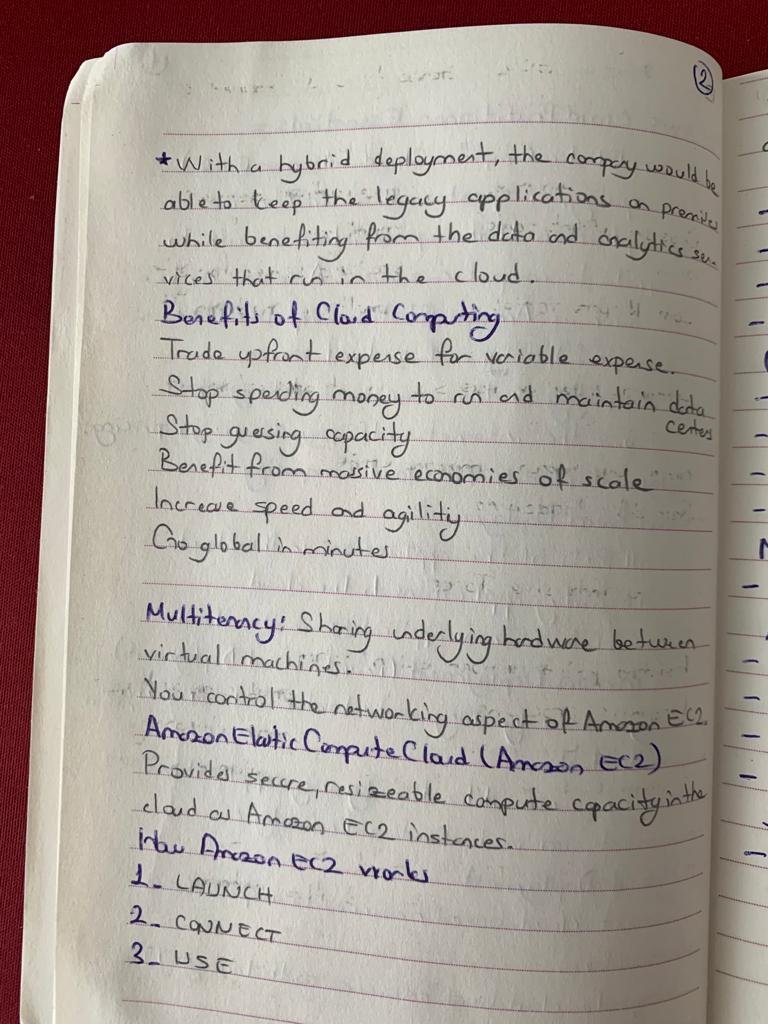 2
★ With a hybrid deployment, the company would be
able to keep the legacy applications on premites
while benefiting from the data and analytics ser-
vices that run in the cloud.
Benefits of Cloud Computing
Trade upfront expense for variable expense.
Stop spending money to run and maintain data
centers
Stop guessing capacity
Benefit from massive economies of scale
Increase speed and agility
Go global in minutes
Multitenancy: Sharing underlying hardware between
virtual machines.
You control the networking aspect of Amazon EC2.
Amazon Elastic Compute Cloud (Amazon EC2)
Provides secure, resizeable compute capacity in the
cloud as Amazon EC2 instances.
How Amazon EC2 works
1- LAUNCH
2- CONNECT
3- USE